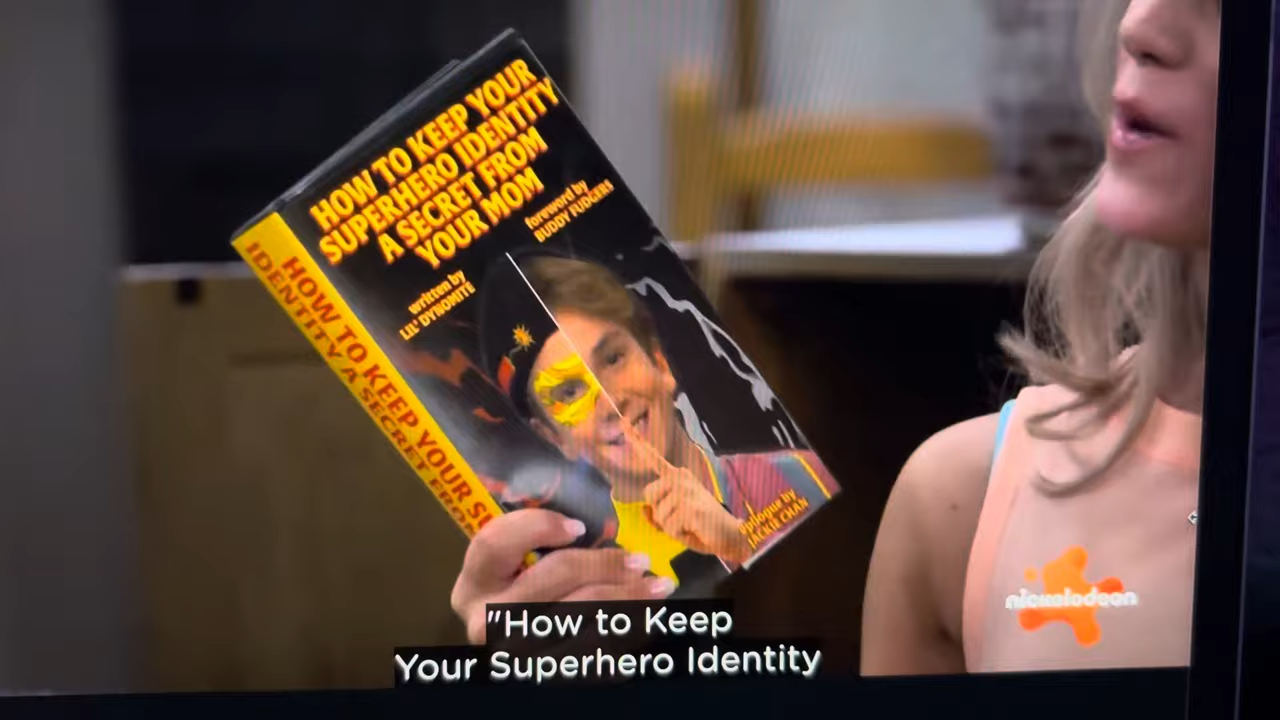 HOW TO KEEP YOUR
SUPERHERO IDENTITY
A SECRET FROM
YOUR MOM
foreword by
BUDDY FUDGERS
written by
LIL' DYNOMITE
HOW TO KEEP YOUR SU
IDENTITY A SECRET FROM
epilogue by
JACKIE CHAN
nickelodeon
"How to Keep
Your Superhero Identity